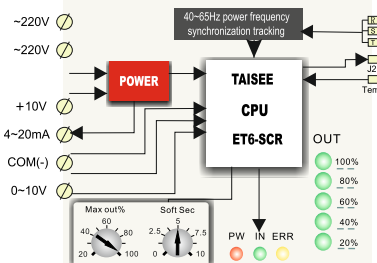 40~65Hz power frequency
synchronization tracking
~220V
~220V
+10V
4~20mA
COM(-)
0~10V
POWER
TAISEE
CPU
ET6-SCR
R
S
T
J2
Tem
OUT
100%
80%
60%
40%
20%
Max out%
20
40
60
80
100
Soft Sec
0
2.5
5
7.5
10
PW IN ERR